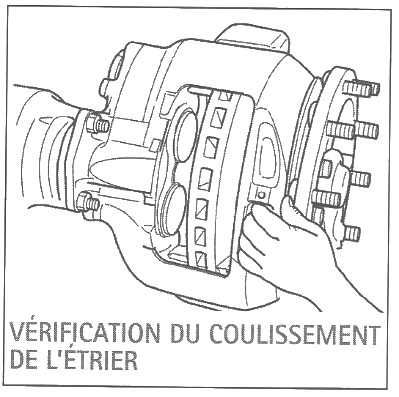 VÉRIFICATION DU COULISSEMENT
DE L'ÉTRIER